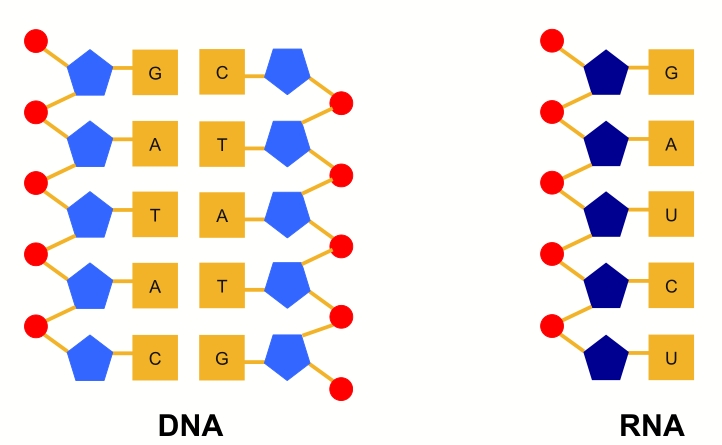 G C G
A T A
T A U
A T C
C G U
DNA RNA